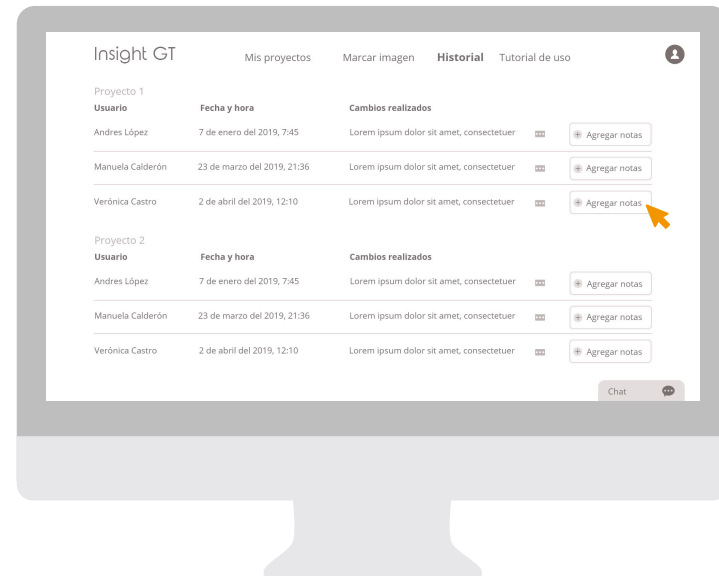 Insight GT
Mis proyectos Marcar imagen Historial Tutorial de uso
Proyecto 1
Usuario Fecha y hora Cambios realizados
Andres López 7 de enero del 2019, 7:45 Lorem ipsum dolor sit amet, consectetuer Agregar notas
Manuela Calderón 23 de marzo del 2019, 21:36 Lorem ipsum dolor sit amet, consectetuer Agregar notas
Verónica Castro 2 de abril del 2019, 12:10 Lorem ipsum dolor sit amet, consectetuer Agregar notas
Proyecto 2
Usuario Fecha y hora Cambios realizados
Andres López 7 de enero del 2019, 7:45 Lorem ipsum dolor sit amet, consectetuer Agregar notas
Manuela Calderón 23 de marzo del 2019, 21:36 Lorem ipsum dolor sit amet, consectetuer Agregar notas
Verónica Castro 2 de abril del 2019, 12:10 Lorem ipsum dolor sit amet, consectetuer Agregar notas
Chat